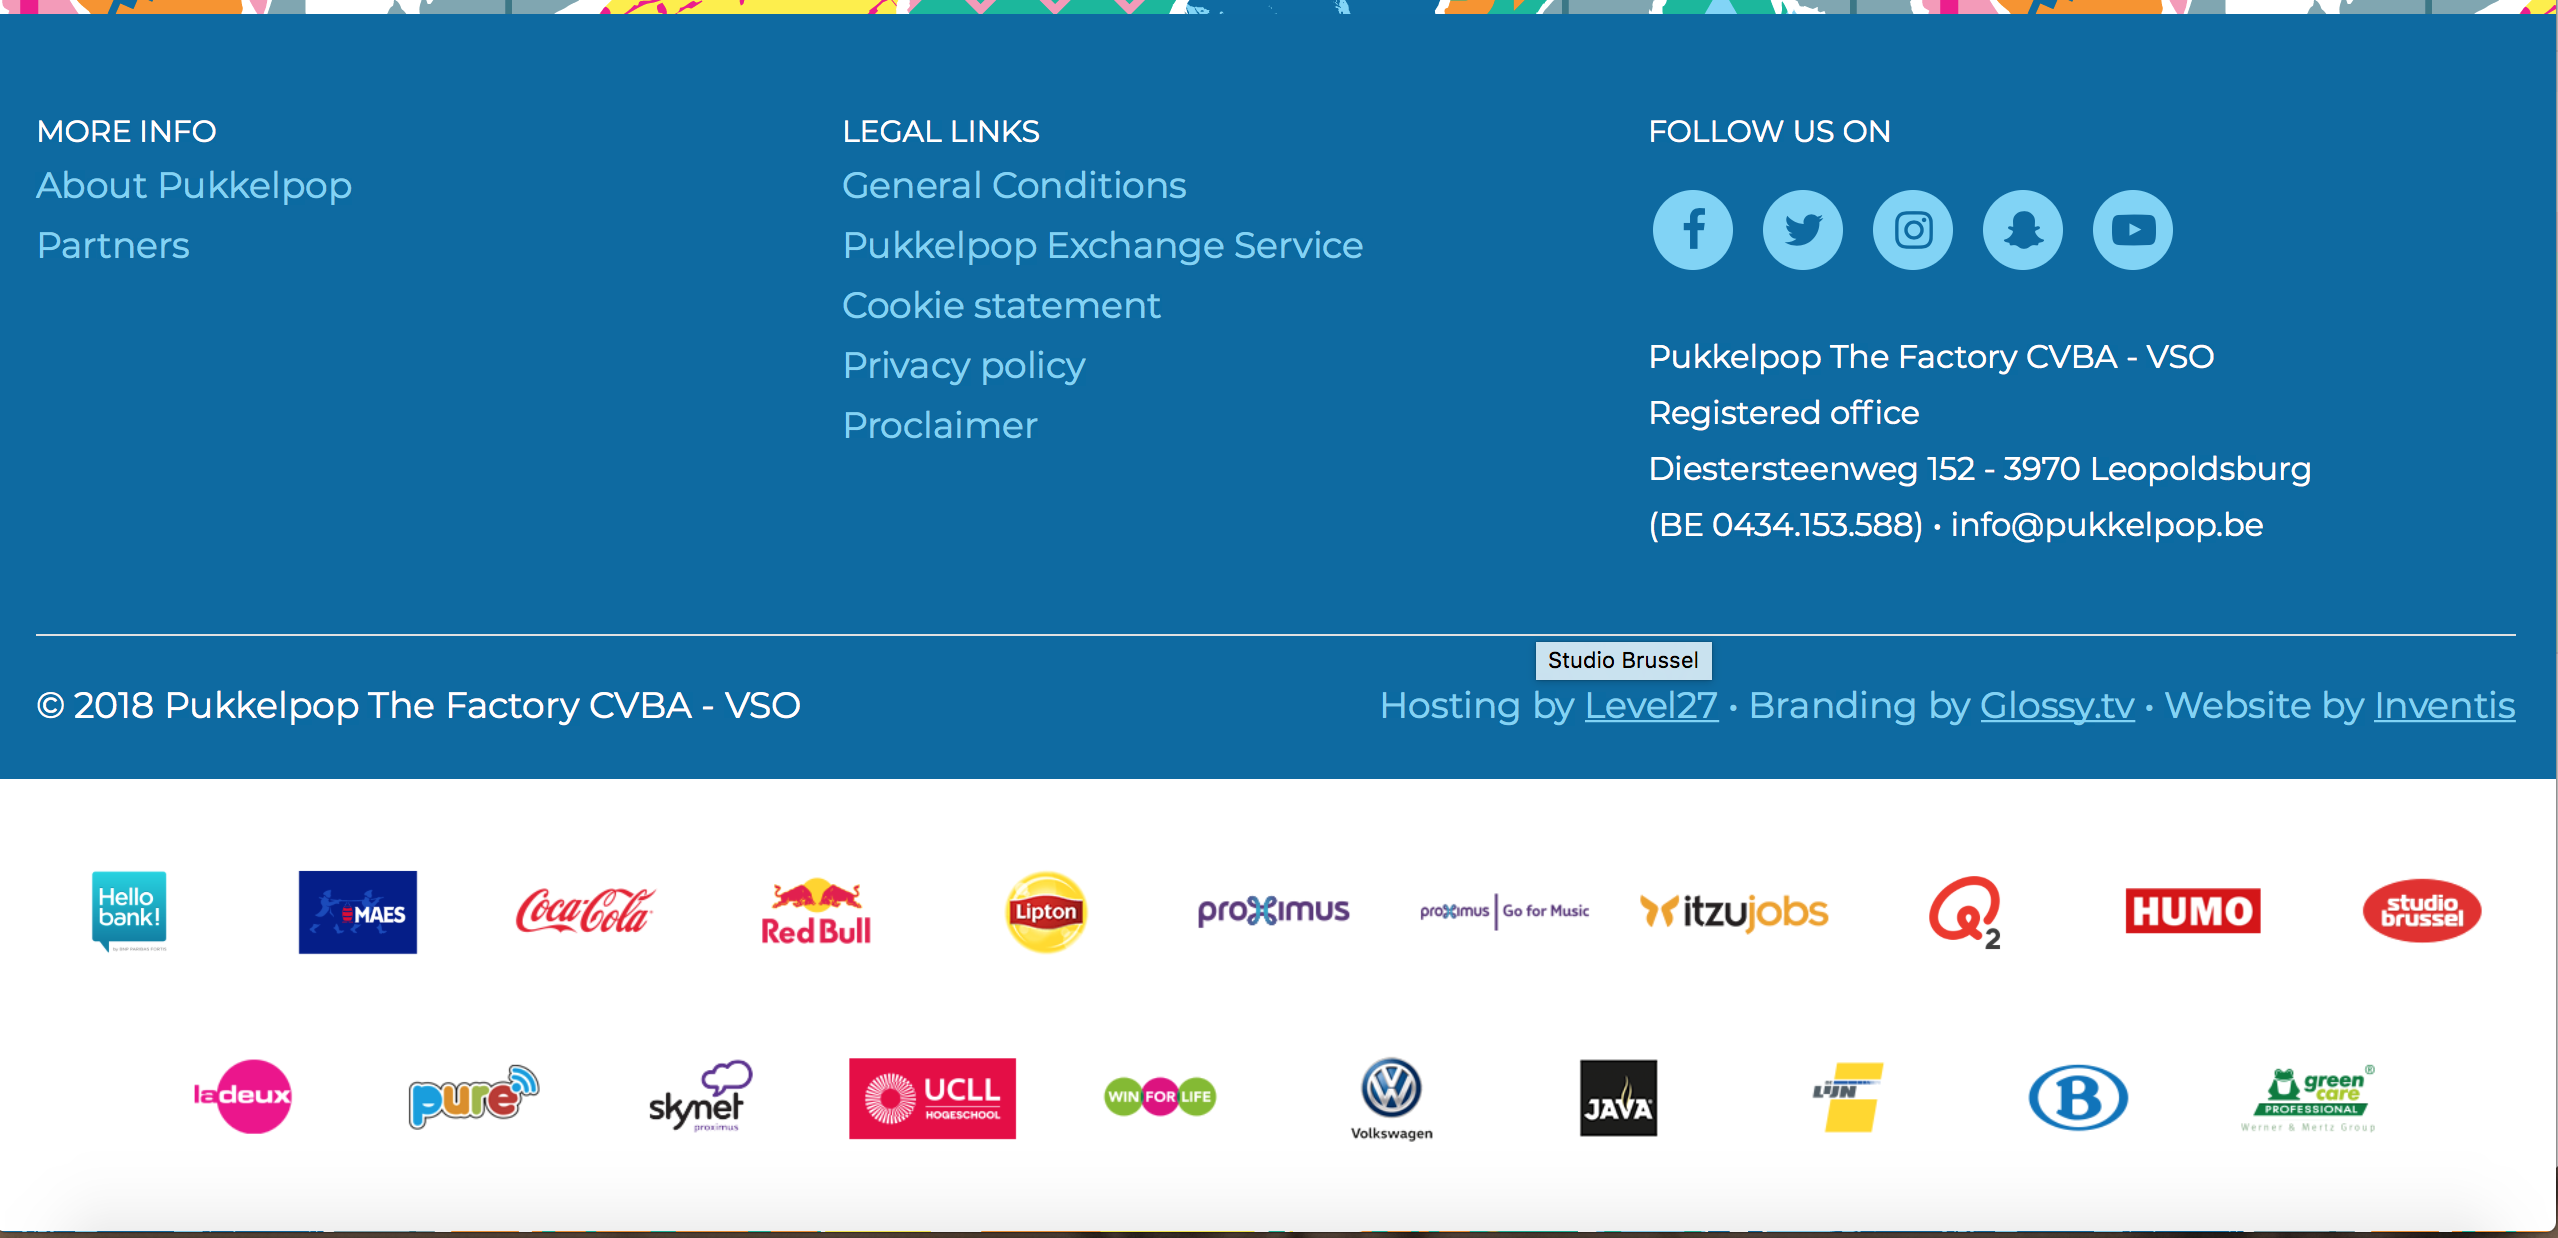 MORE INFO
About Pukkelpop
Partners
LEGAL LINKS
General Conditions
Pukkelpop Exchange Service
Cookie statement
Privacy policy
Proclaimer
FOLLOW US ON
Pukkelpop The Factory CVBA - VSO
Registered office
Diestersteenweg 152 - 3970 Leopoldsburg
(BE 0434.153.588) • info@pukkelpop.be
Studio Brussel
© 2018 Pukkelpop The Factory CVBA - VSO
Hosting by Level27 • Branding by Glossy.tv • Website by Inventis
Hello
bank!
MAES
Coca-Cola
Red Bull
Lipton
proximus
proximus | Go for Music
itzujobs
Q2
HUMO
studio
brussel
ladeux
pure
skynet
proximus
UCLL
HOGESCHOOL
WIN FOR LIFE
Volkswagen
JAVA
LIJN
B
green
care
PROFESSIONAL
Werner & Mertz Group